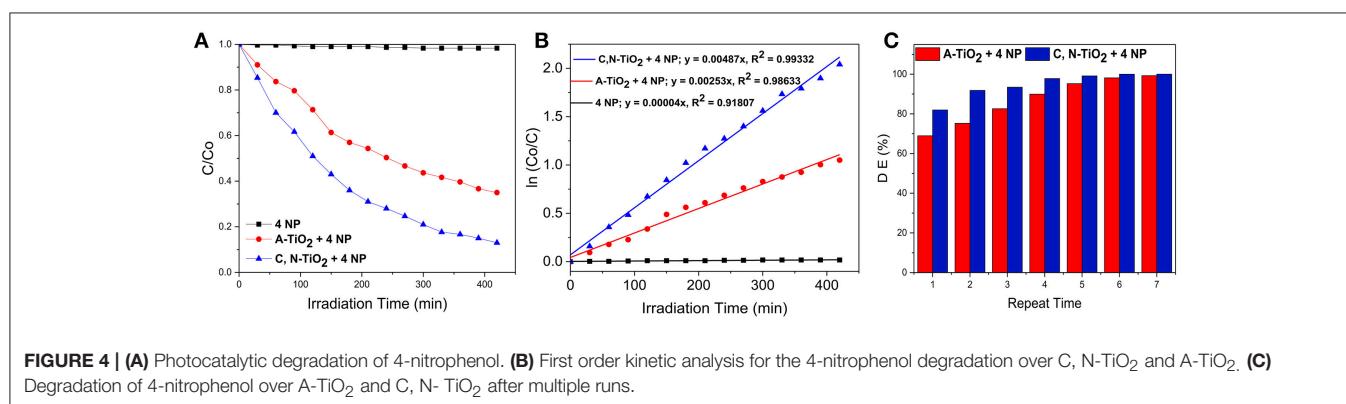 A
1.0
0.8
0.6
0.4
0.2
0.0
C/Co
4 NP
A-TiO₂ + 4 NP
C, N-TiO₂ + 4 NP
0 100 200 300 400
Irradiation Time (min)
B
2.0
1.5
1.0
0.5
0.0
ln (Co/C)
C,N-TiO₂ + 4 NP; y = 0.00487x, R² = 0.99332
A-TiO₂ + 4 NP; y = 0.00253x, R² = 0.98633
4 NP; y = 0.00004x, R² = 0.91807
0 100 200 300 400
Irradiation Time (min)
C
A-TiO₂ + 4 NP C, N-TiO₂ + 4 NP
100
80
60
40
20
0
D E (%)
1 2 3 4 5 6 7
Repeat Time
FIGURE 4 | (A) Photocatalytic degradation of 4-nitrophenol. (B) First order kinetic analysis for the 4-nitrophenol degradation over C, N-TiO₂ and A-TiO₂. (C)
Degradation of 4-nitrophenol over A-TiO₂ and C, N- TiO₂ after multiple runs.